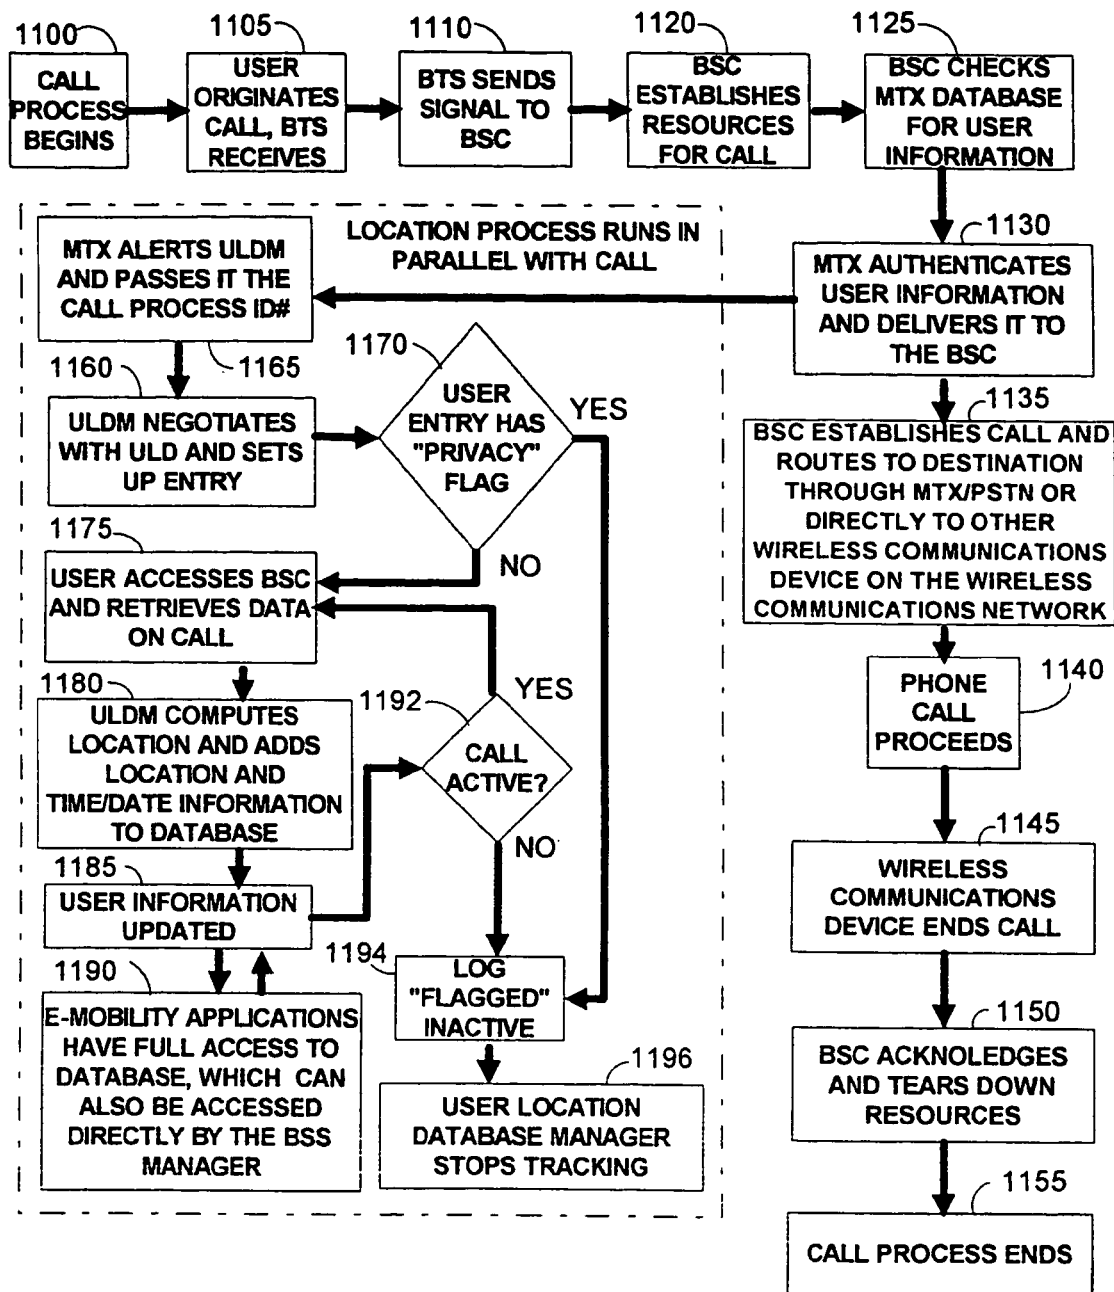 1100
CALL
PROCESS
BEGINS
1105
USER
ORIGINATES
CALL, BTS
RECEIVES
1110
BTS SENDS
SIGNAL TO
BSC
1120
BSC
ESTABLISHES
RESOURCES
FOR CALL
1125
BSC CHECKS
MTX DATABASE
FOR USER
INFORMATION
1130
MTX AUTHENTICATES
USER INFORMATION
AND DELIVERS IT TO
THE BSC
LOCATION PROCESS RUNS IN
PARALLEL WITH CALL
MTX ALERTS ULDM
AND PASSES IT THE
CALL PROCESS ID#
1165
1160
ULDM NEGOTIATES
WITH ULD AND SETS
UP ENTRY
1170
USER
ENTRY HAS
"PRIVACY"
FLAG
YES
NO
1175
USER ACCESSES BSC
AND RETRIEVES DATA
ON CALL
1180
ULDM COMPUTES
LOCATION AND ADDS
LOCATION AND
TIME/DATE INFORMATION
TO DATABASE
1192
YES
CALL
ACTIVE?
NO
1185
USER INFORMATION
UPDATED
1190
E-MOBILITY APPLICATIONS
HAVE FULL ACCESS TO
DATABASE, WHICH CAN
ALSO BE ACCESSED
DIRECTLY BY THE BSS
MANAGER
1194
LOG
"FLAGGED"
INACTIVE
1196
USER LOCATION
DATABASE MANAGER
STOPS TRACKING
1135
BSC ESTABLISHES CALL AND
ROUTES TO DESTINATION
THROUGH MTX/PSTN OR
DIRECTLY TO OTHER
WIRELESS COMMUNICATIONS
DEVICE ON THE WIRELESS
COMMUNICATIONS NETWORK
1140
PHONE
CALL
PROCEEDS
1145
WIRELESS
COMMUNICATIONS
DEVICE ENDS CALL
1150
BSC ACKNOLEDGES
AND TEARS DOWN
RESOURCES
1155
CALL PROCESS ENDS